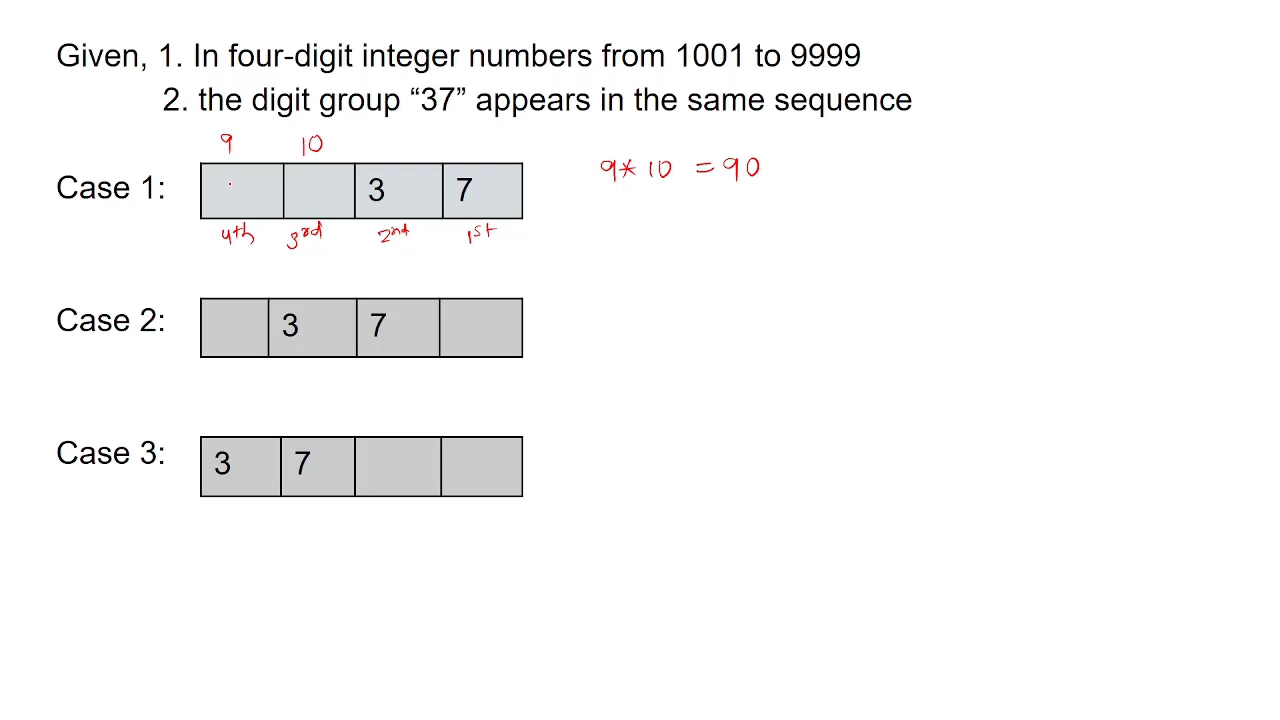 Given, 1. In four-digit integer numbers from 1001 to 9999
2. the digit group “37” appears in the same sequence
9 10
Case 1: 3 7 9* 10 = 90
4th 3rd 2nd 1st
Case 2: 3 7
Case 3: 3 7